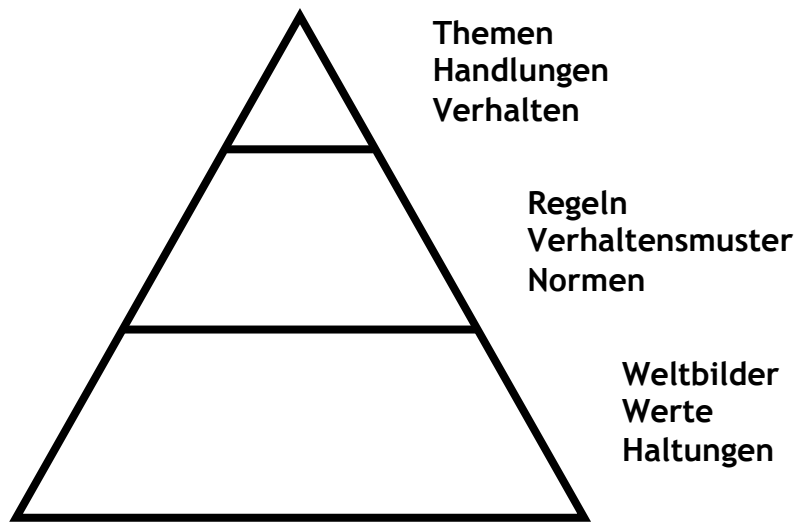 Themen
Handlungen
Verhalten
Regeln
Verhaltensmuster
Normen
Weltbilder
Werte
Haltungen